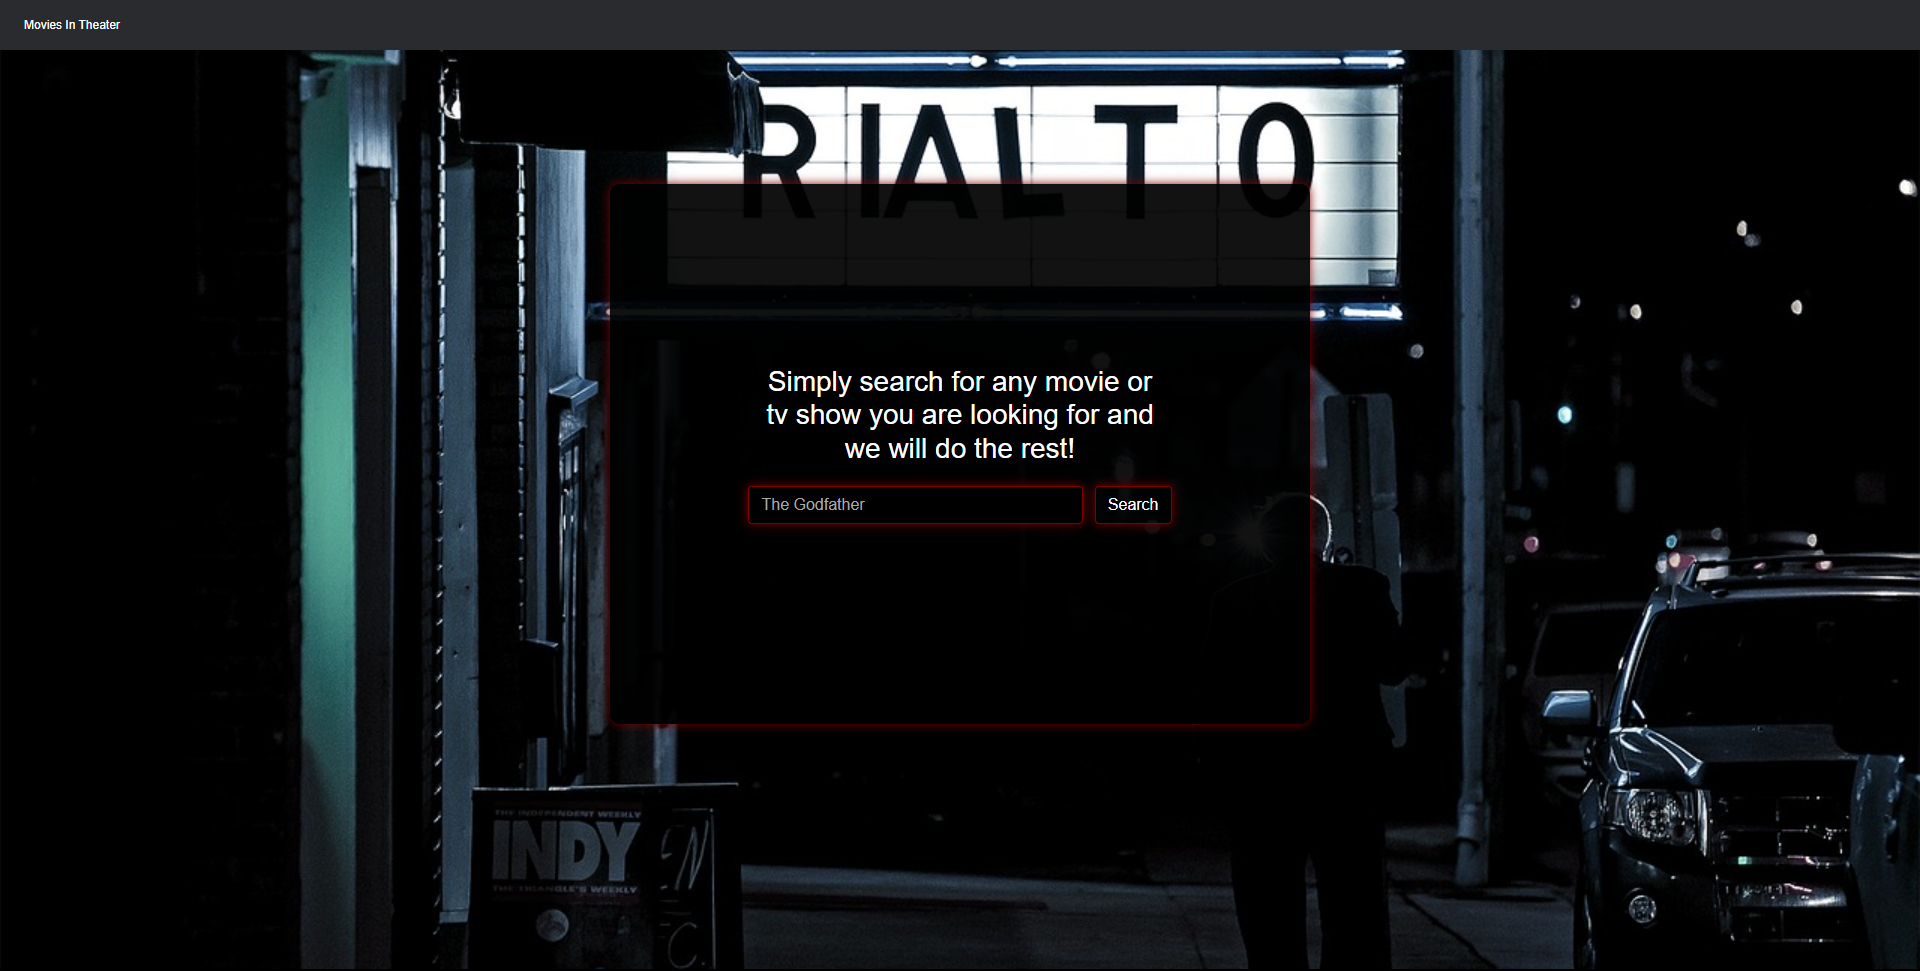 Movies In Theater
RIALTO
Simply search for any movie or
tv show you are looking for and
we will do the rest!
The Godfather
Search
THE INDEPENDENT WEEKLY
INDY
THE TRIANGLE'S WEEKLY